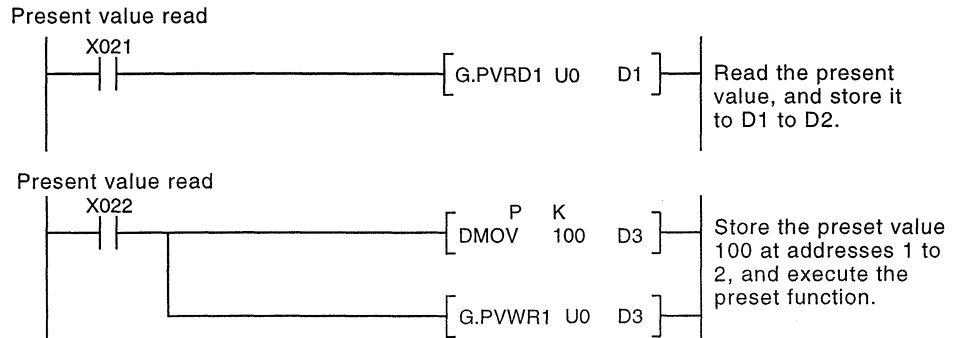 Present value read
X021
G.PVRD1 U0 D1
Read the present
value, and store it
to D1 to D2.
Present value read
X022
P K
DMOV 100 D3
Store the preset value
100 at addresses 1 to
2, and execute the
preset function.
G.PVWR1 U0 D3